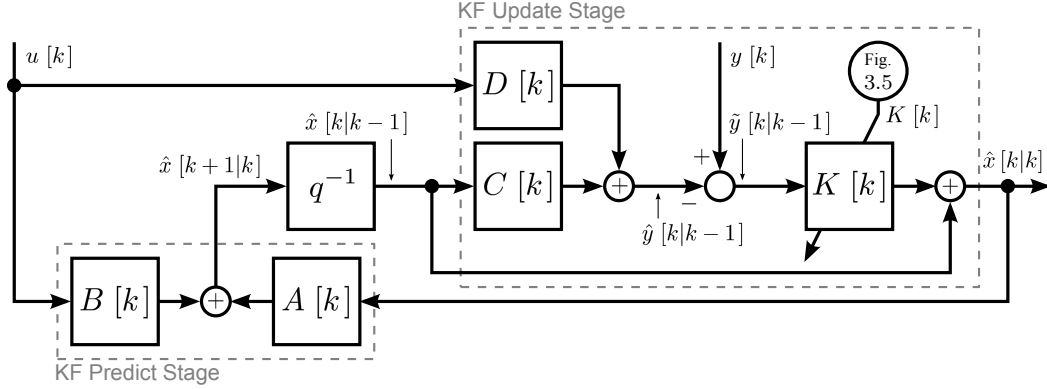 KF Update Stage
u [k]
D [k]
y [k]
Fig.
3.5
K [k]
x̂ [k|k−1]
ỹ [k|k−1]
x̂ [k+1|k]
+
x̂ [k|k]
q⁻¹
C [k]
+
−
K [k]
+
ŷ [k|k−1]
B [k]
+
A [k]
KF Predict Stage